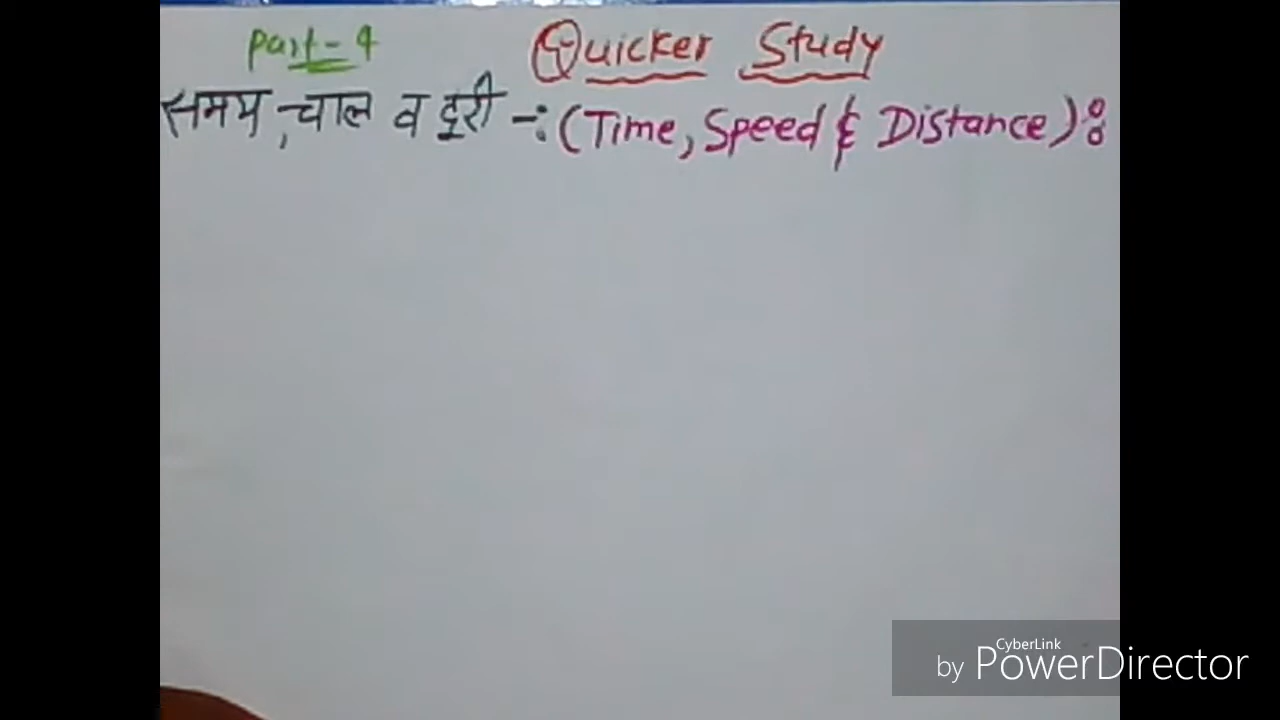 Part-4 Quicker Study
समय, चाल व दूरी -: (Time, Speed & Distance) :
CyberLink
by PowerDirector